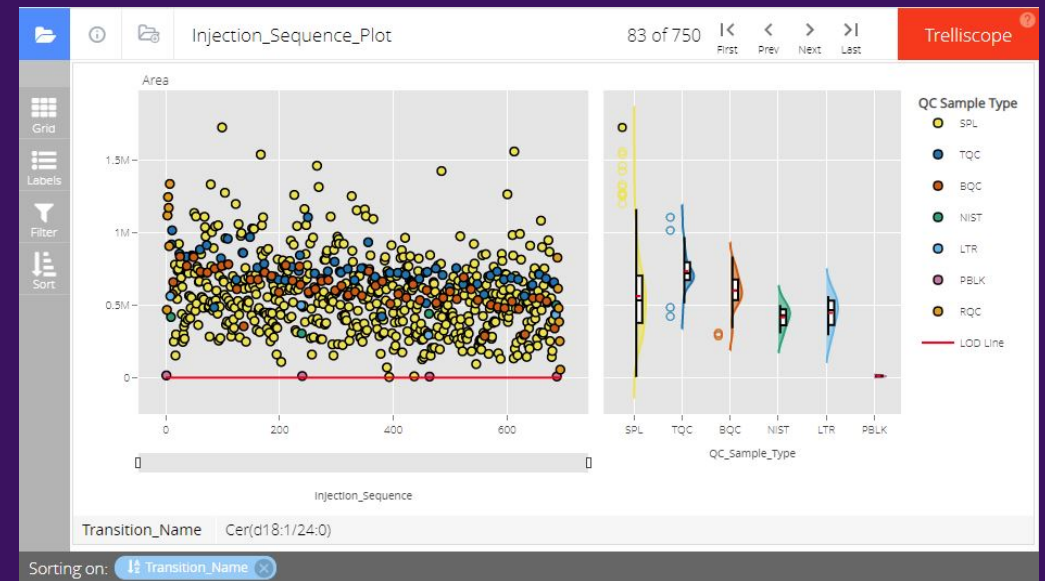 Injection_Sequence_Plot
83 of 750
First Prev Next Last
Trelliscope
?
Grid
Labels
Filter
Sort
Area
1.5M
1M
0.5M
0
0 200 400 600
Injection_Sequence
SPL TQC BQC NIST LTR PBLK
QC_Sample_Type
QC Sample Type
SPL
TQC
BQC
NIST
LTR
PBLK
RQC
LOD Line
Transition_Name Cer(d18:1/24:0)
Sorting on: Transition_Name